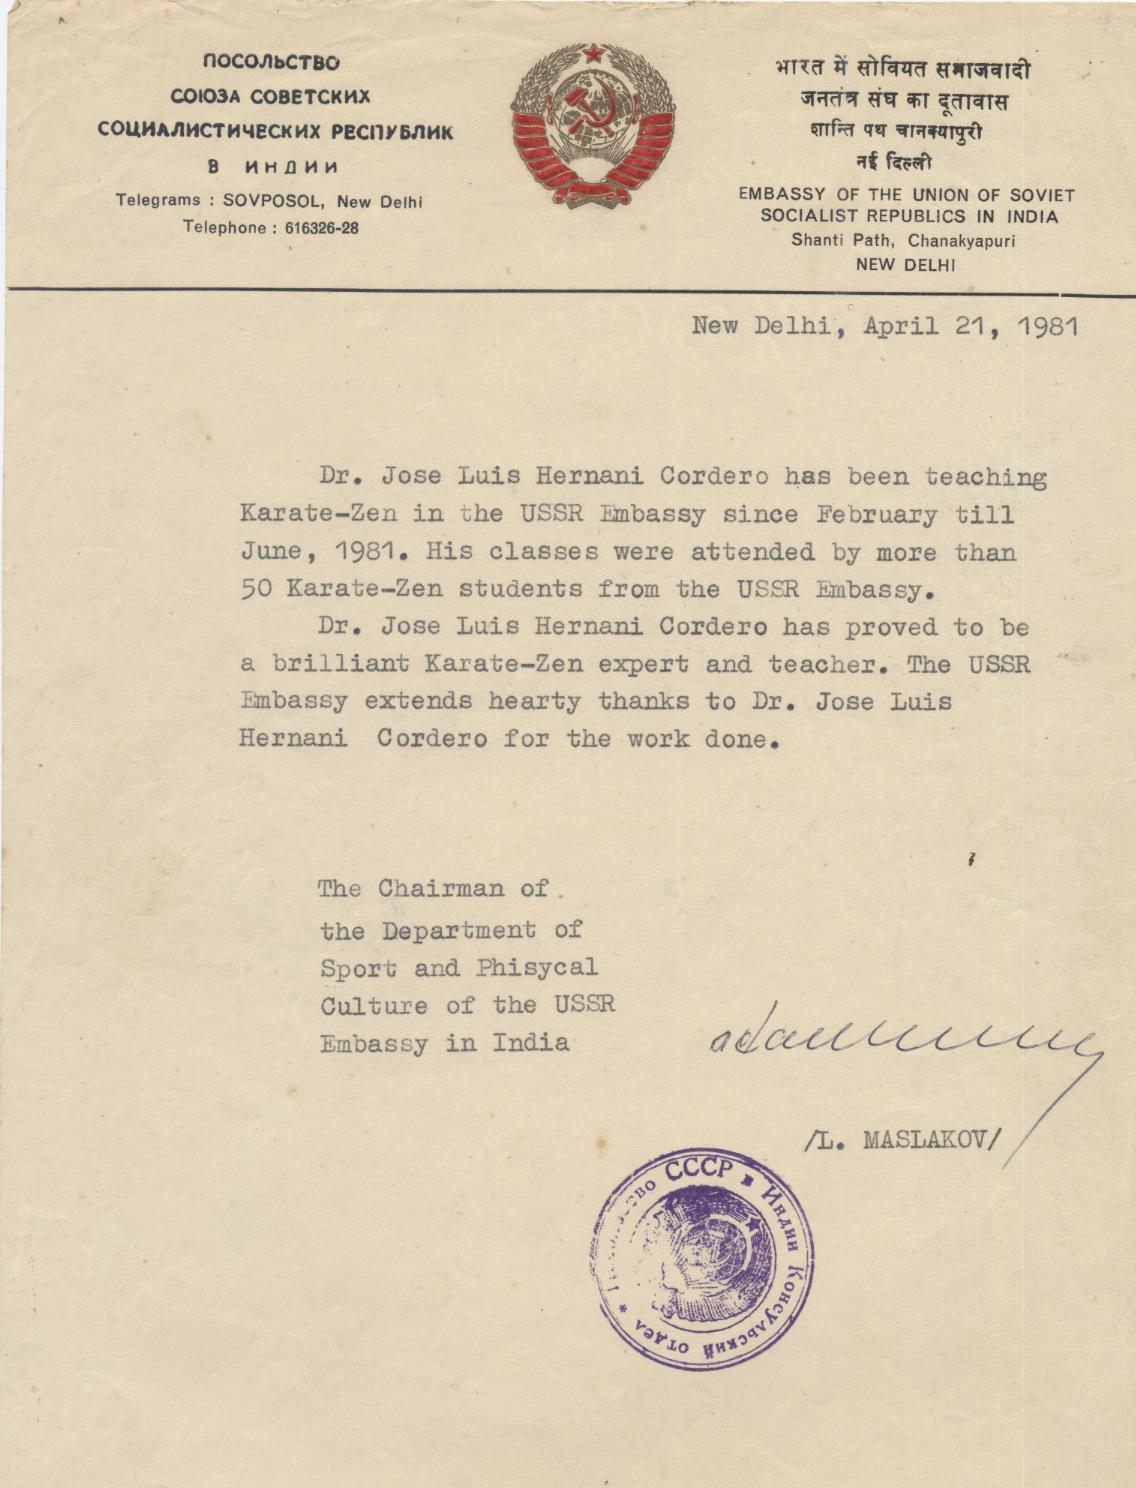 ПОСОЛЬСТВО
СОЮЗА СОВЕТСКИХ
СОЦИАЛИСТИЧЕСКИХ РЕСПУБЛИК
В ИНДИИ
Telegrams : SOVPOSOL, New Delhi
Telephone : 616326-28
भारत में सोवियत समाजवादी
जनतंत्र संघ का दूतावास
शान्ति पथ चानक्यापुरी
नई दिल्ली
EMBASSY OF THE UNION OF SOVIET
SOCIALIST REPUBLICS IN INDIA
Shanti Path, Chanakyapuri
NEW DELHI
New Delhi, April 21, 1981
Dr. Jose Luis Hernani Cordero has been teaching
Karate-Zen in the USSR Embassy since February till
June, 1981. His classes were attended by more than
50 Karate-Zen students from the USSR Embassy.
Dr. Jose Luis Hernani Cordero has proved to be
a brilliant Karate-Zen expert and teacher. The USSR
Embassy extends hearty thanks to Dr. Jose Luis
Hernani Cordero for the work done.
The Chairman of
the Department of
Sport and Phisycal
Culture of the USSR
Embassy in India
/L. MASLAKOV/
СССР в Индии Консульский отдел *